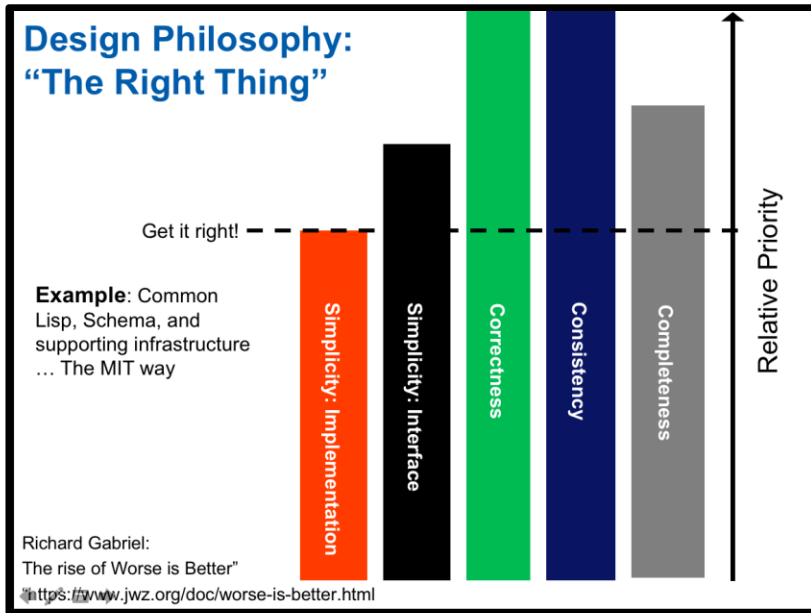 Design Philosophy:
“The Right Thing”
Get it right!
Example: Common
Lisp, Schema, and
supporting infrastructure
… The MIT way
Simplicity: Implementation
Simplicity: Interface
Correctness
Consistency
Completeness
Relative Priority
Richard Gabriel:
The rise of Worse is Better”
“https://www.jwz.org/doc/worse-is-better.html